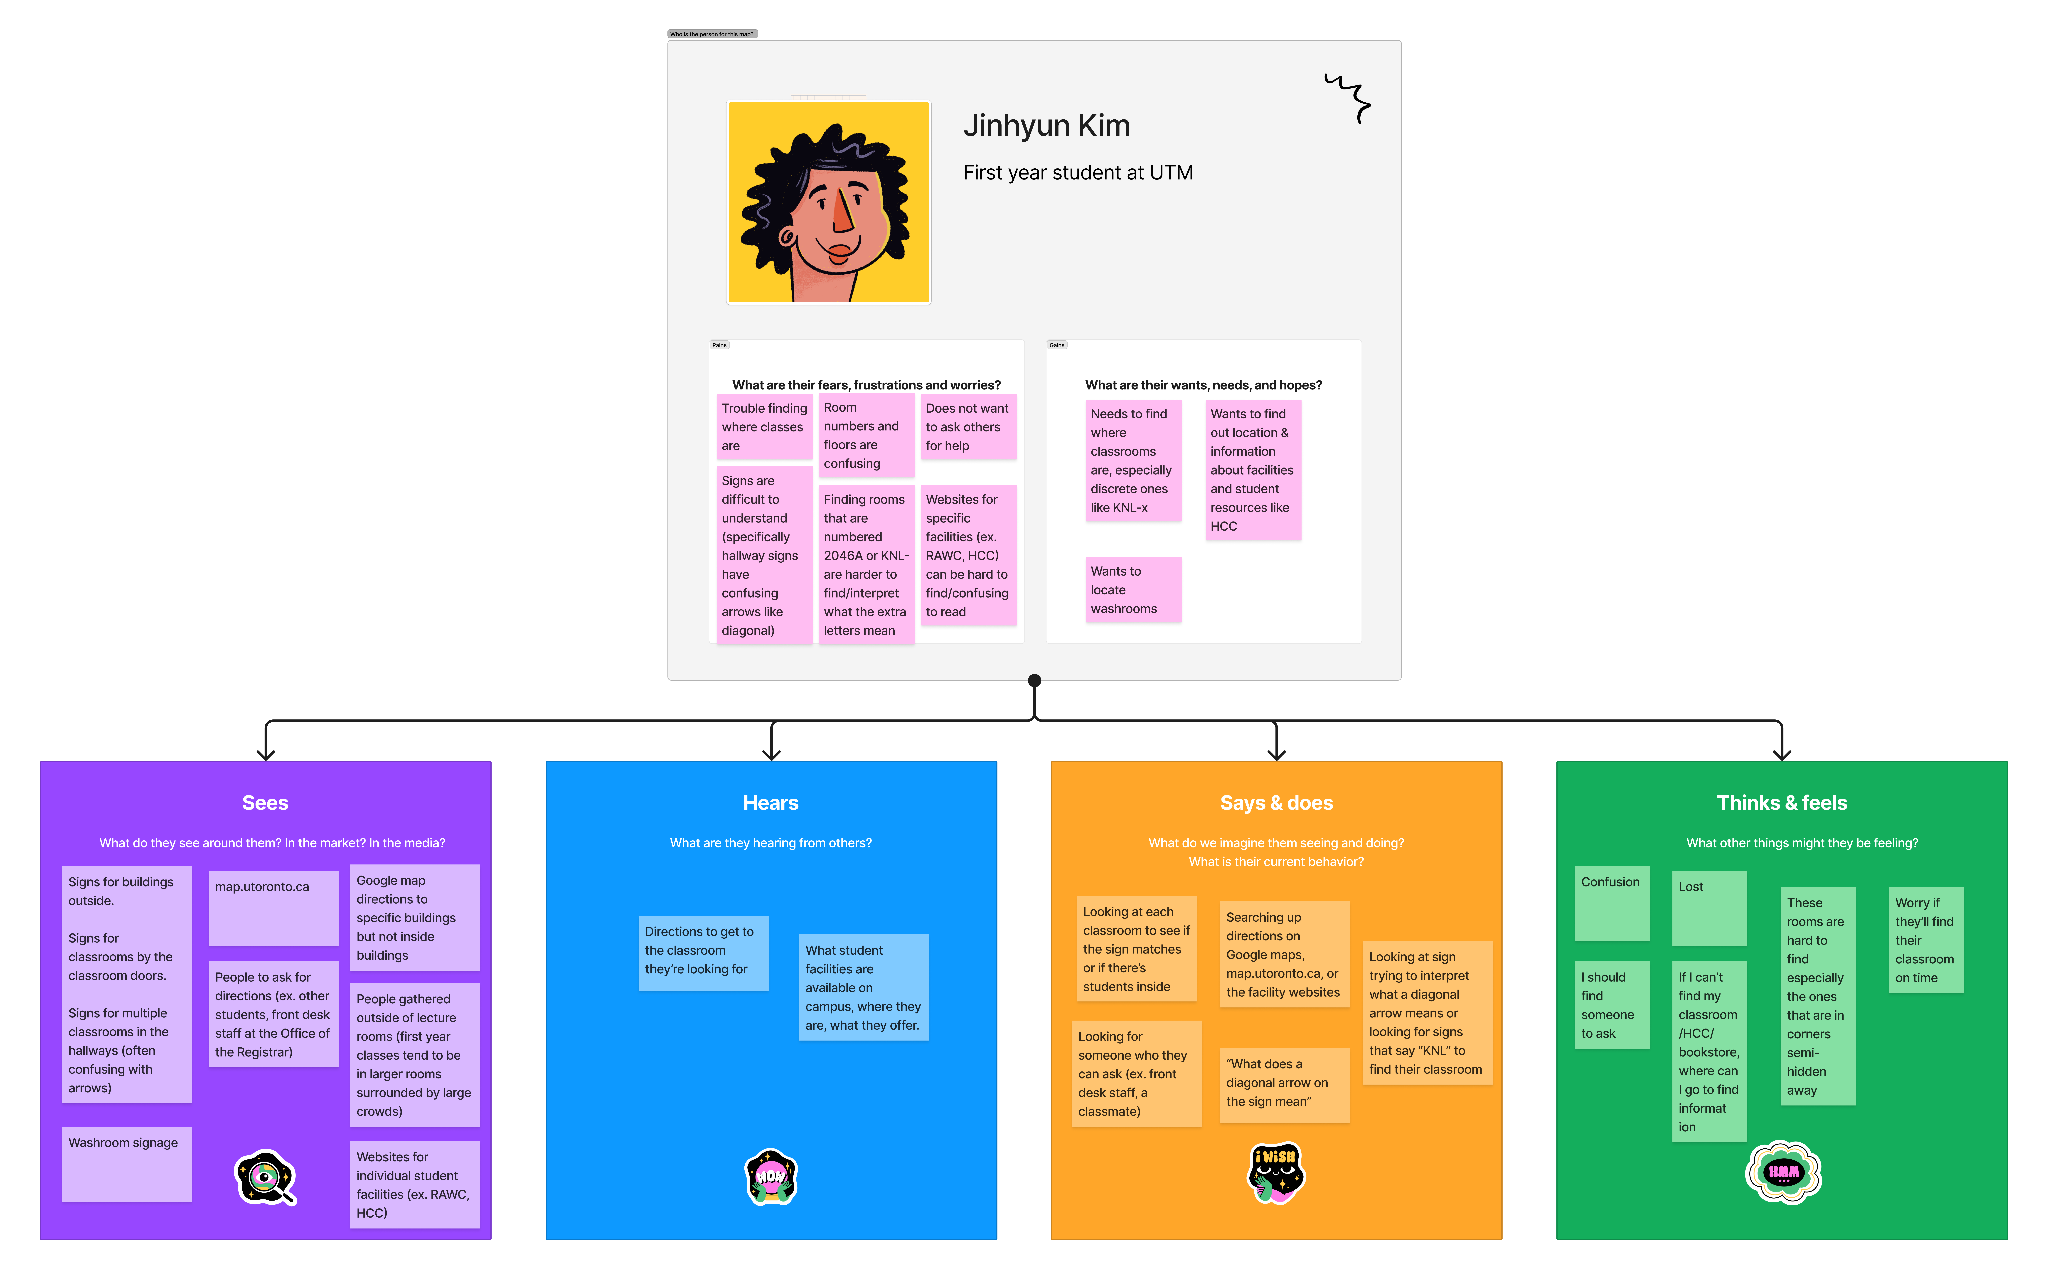 Who is the person for this map?
Jinhyun Kim
First year student at UTM
Pains
What are their fears, frustrations and worries?
Trouble finding
where classes
are
Room
numbers and
floors are
confusing
Does not want
to ask others
for help
Signs are
difficult to
understand
(specifically
hallway signs
have
confusing
arrows like
diagonal)
Finding rooms
that are
numbered
2046A or KNL-
are harder to
find/interpret
what the extra
letters mean
Websites for
specific
facilities (ex.
RAWC, HCC)
can be hard to
find/confusing
to read
Gains
What are their wants, needs, and hopes?
Needs to find
where
classrooms
are, especially
discrete ones
like KNL-x
Wants to find
out location &
information
about facilities
and student
resources like
HCC
Wants to
locate
washrooms
Sees
What do they see around them? In the market? In the media?
Signs for buildings
outside.
Signs for
classrooms by the
classroom doors.
Signs for multiple
classrooms in the
hallways (often
confusing with
arrows)
map.utoronto.ca
Google map
directions to
specific buildings
but not inside
buildings
People to ask for
directions (ex. other
students, front desk
staff at the Office of
the Registrar)
People gathered
outside of lecture
rooms (first year
classes tend to be
in larger rooms
surrounded by large
crowds)
Washroom signage
Websites for
individual student
facilities (ex. RAWC,
HCC)
Hears
What are they hearing from others?
Directions to get to
the classroom
they're looking for
What student
facilities are
available on
campus, where they
are, what they offer.
WOW
Says & does
What do we imagine them seeing and doing?
What is their current behavior?
Looking at each
classroom to see if
the sign matches
or if there's
students inside
Searching up
directions on
Google maps,
map.utoronto.ca, or
the facility websites
Looking at sign
trying to interpret
what a diagonal
arrow means or
looking for signs
that say "KNL" to
find their classroom
Looking for
someone who they
can ask (ex. front
desk staff, a
classmate)
"What does a
diagonal arrow on
the sign mean"
i WiSH
Thinks & feels
What other things might they be feeling?
Confusion
Lost
These
rooms are
hard to
find
especially
the ones
that are in
corners
semi-
hidden
away
Worry if
they'll find
their
classroom
on time
I should
find
someone
to ask
If I can't
find my
classroom
/HCC/
bookstore,
where can
I go to find
informat
ion
HMM
...